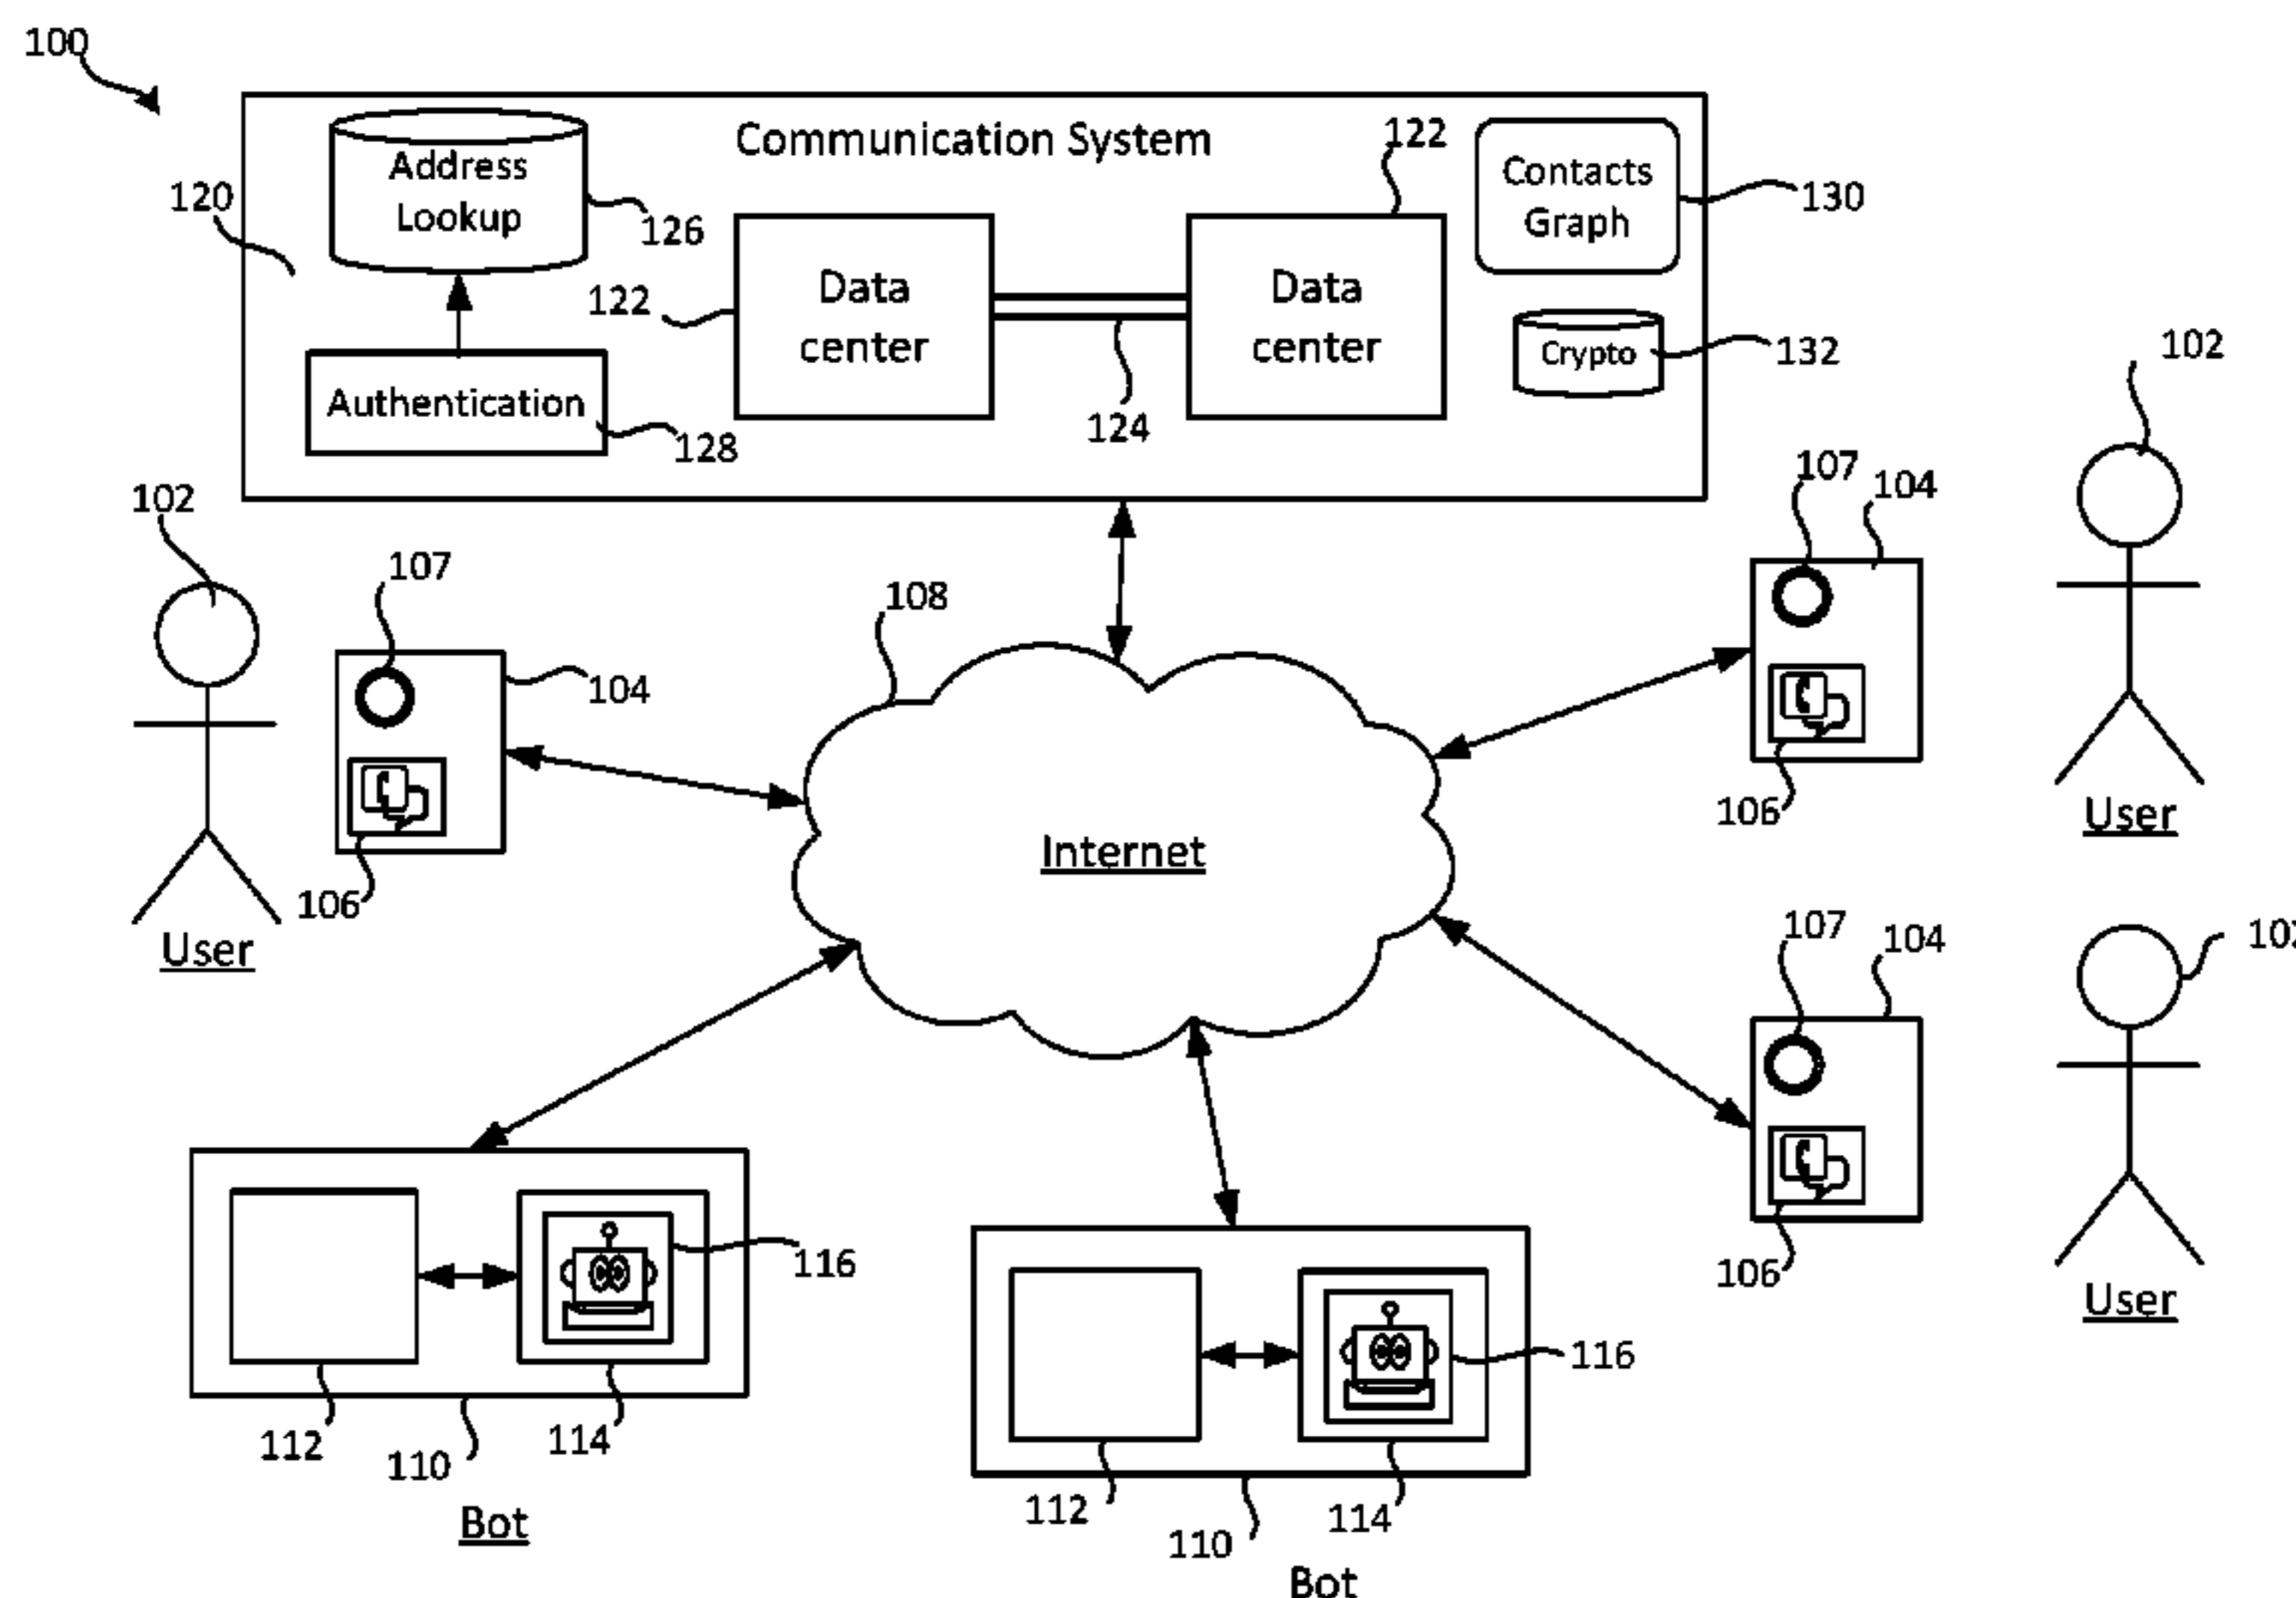 100
Communication System
Address
Lookup
120
126
122
Contacts
Graph
130
122
Data
center
Data
center
Crypto
132
124
Authentication
128
102
102
107
104
107
104
108
106
User
106
User
Internet
107
104
106
User
116
112
110
114
Bot
116
112
110
114
Bot